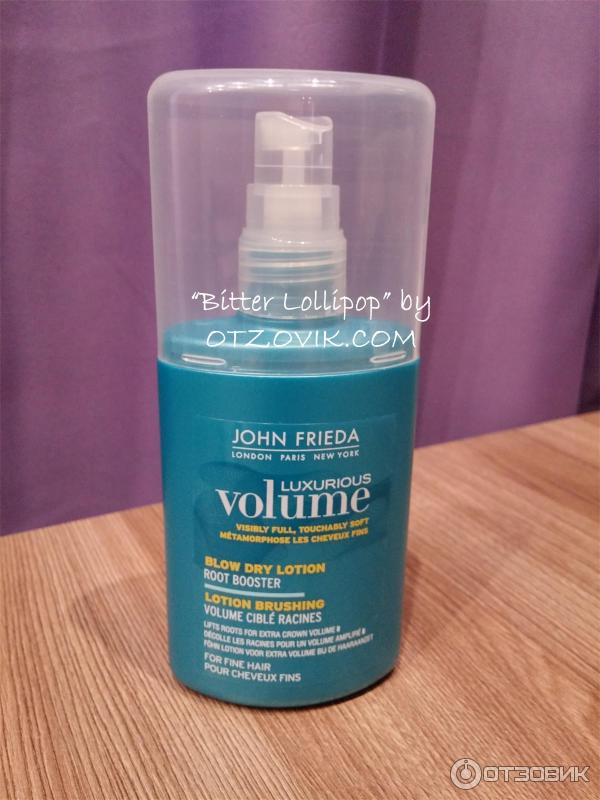 “Bitter Lollipop” by
OTZOVIK.COM
JOHN FRIEDA
LONDON PARIS NEW YORK
LUXURIOUS
volume
VISIBLY FULL, TOUCHABLY SOFT
MÉTAMORPHOSE LES CHEVEUX FINS
BLOW DRY LOTION
ROOT BOOSTER
LOTION BRUSHING
VOLUME CIBLÉ RACINES
LIFTS ROOTS FOR EXTRA CROWN VOLUME
DÉCOLLE LES RACINES POUR UN VOLUME AMPLIFIÉ
FÖHN LOTION VOOR EXTRA VOLUME BIJ DE HAARAANZET
FOR FINE HAIR
POUR CHEVEUX FINS
ОТЗОВИК